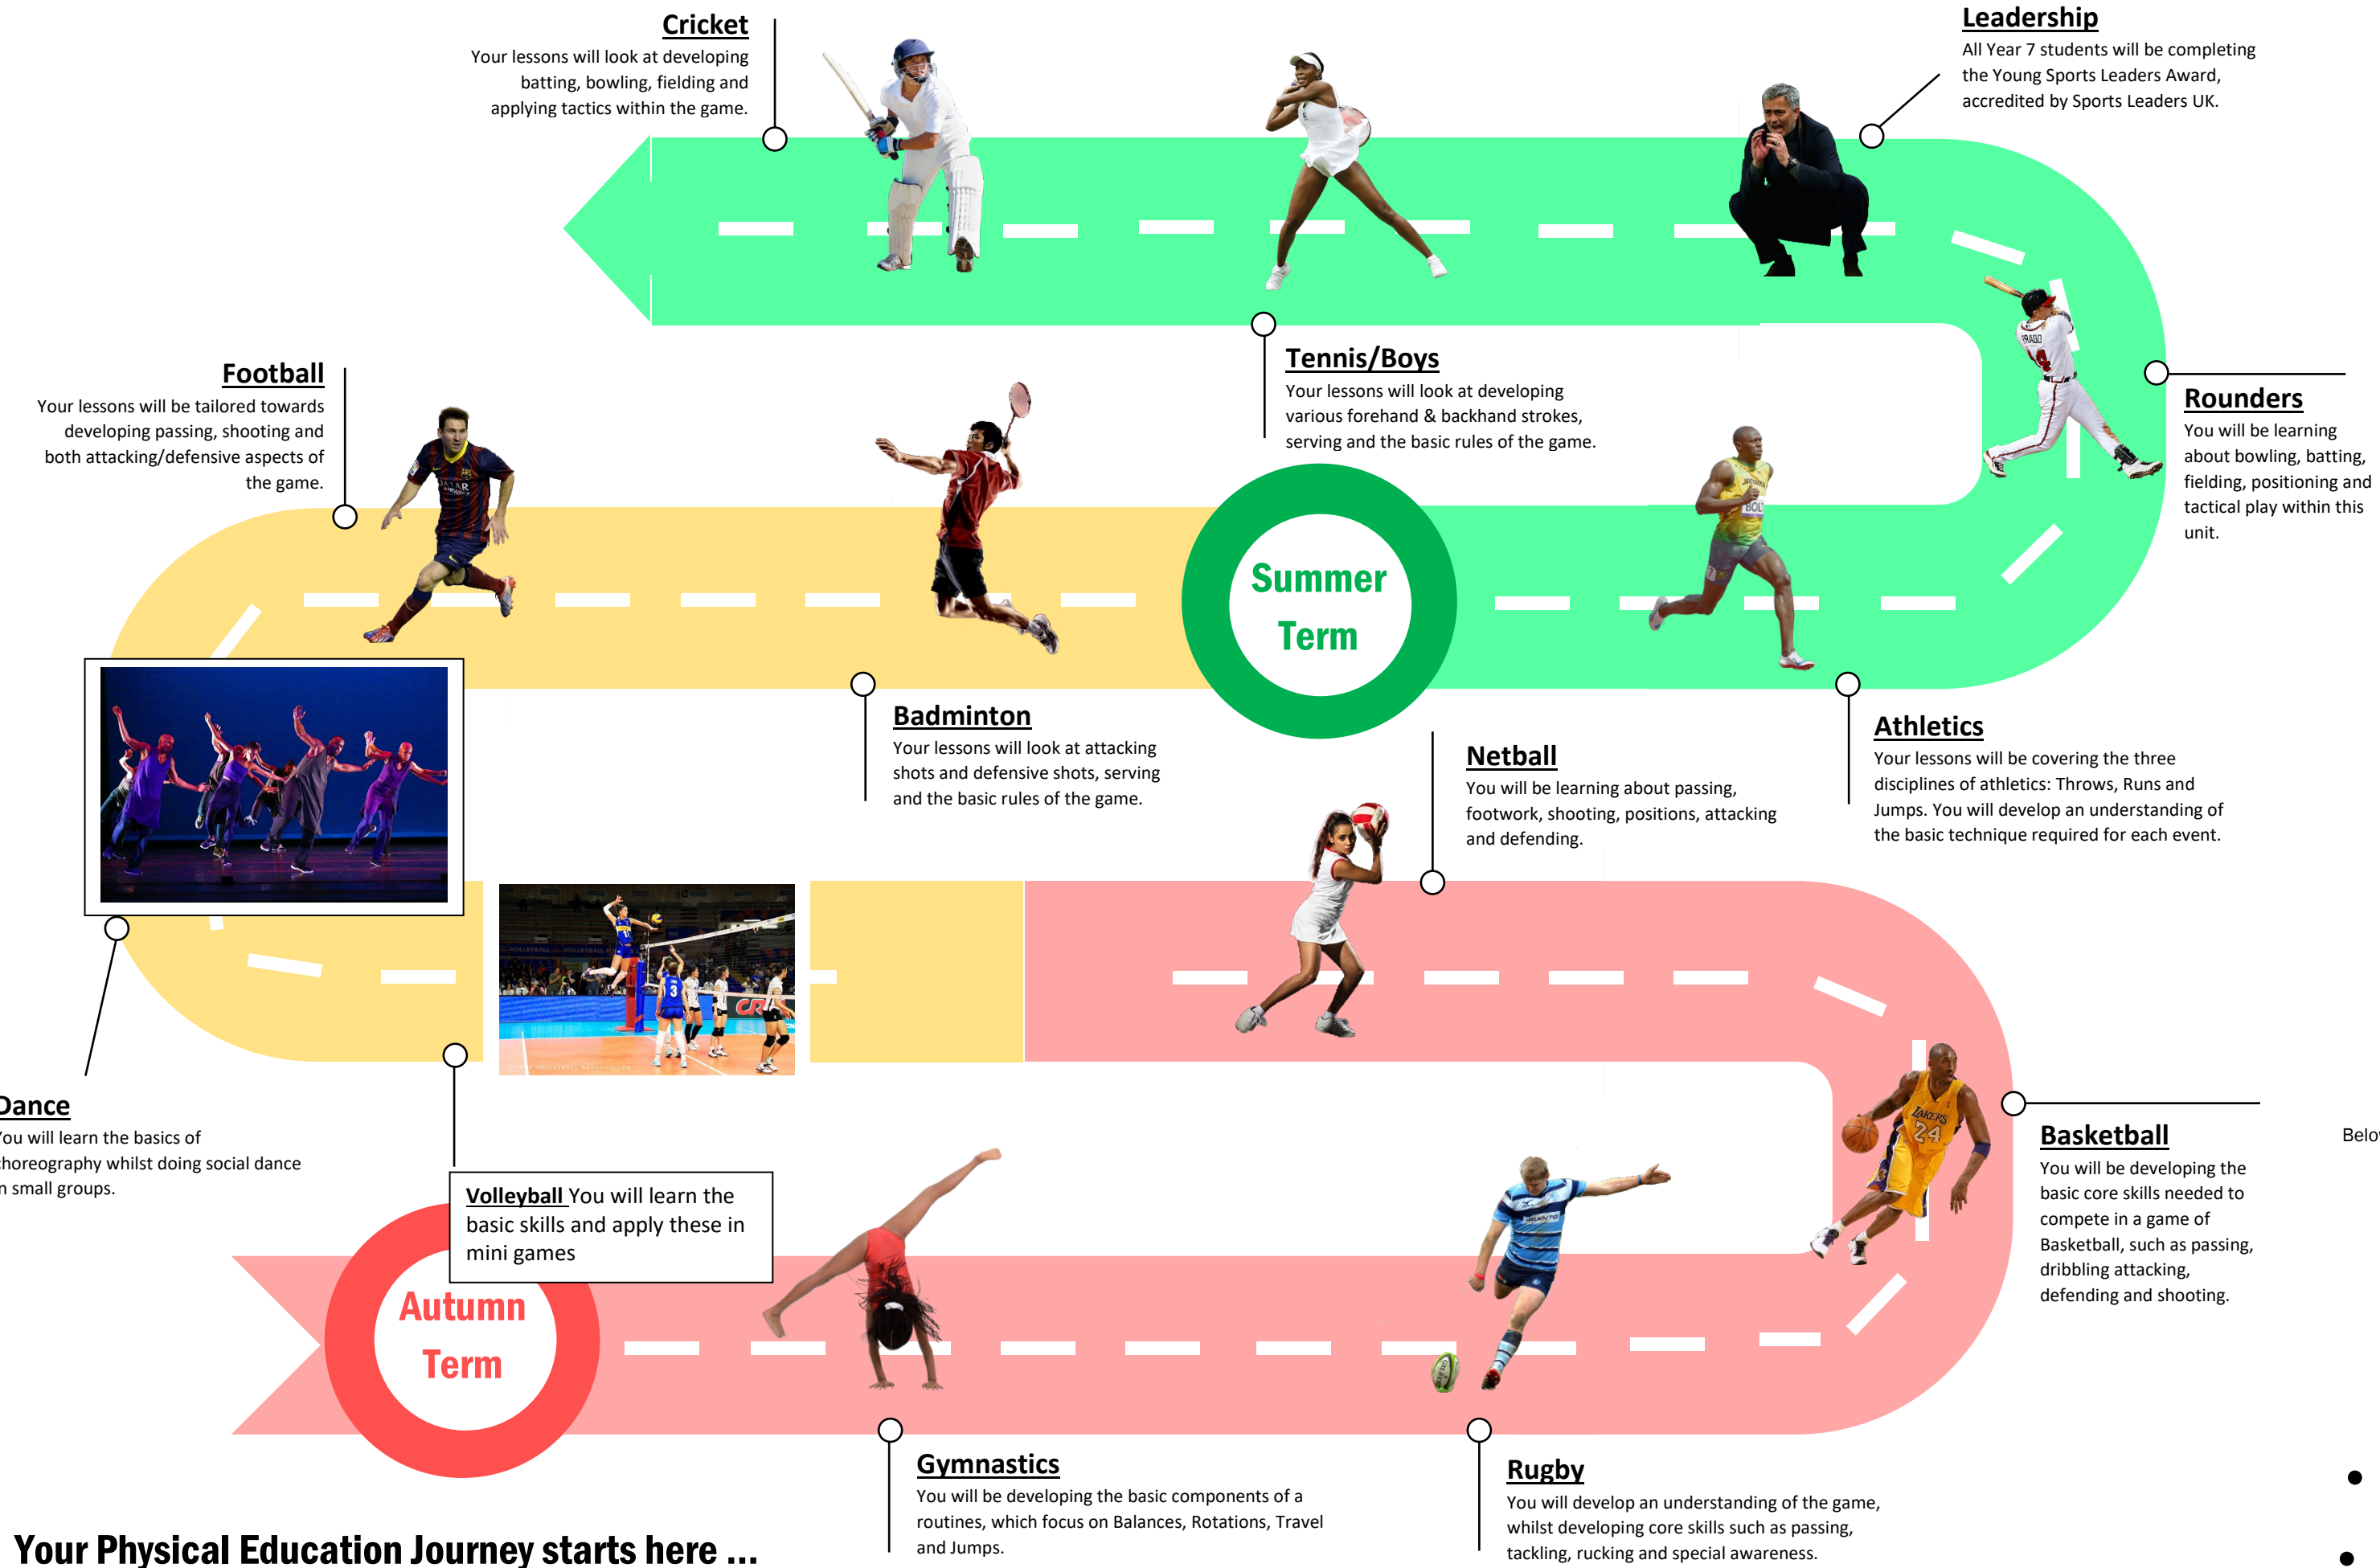 Cricket
Your lessons will look at developing
batting, bowling, fielding and
applying tactics within the game.
Leadership
All Year 7 students will be completing
the Young Sports Leaders Award,
accredited by Sports Leaders UK.
Football
Your lessons will be tailored towards
developing passing, shooting and
both attacking/defensive aspects of
the game.
Tennis/Boys
Your lessons will look at developing
various forehand & backhand strokes,
serving and the basic rules of the game.
Rounders
You will be learning
about bowling, batting,
fielding, positioning and
tactical play within this
unit.
PRADO
Summer
Term
BOLT
Badminton
Your lessons will look at attacking
shots and defensive shots, serving
and the basic rules of the game.
Netball
You will be learning about passing,
footwork, shooting, positions, attacking
and defending.
Athletics
Your lessons will be covering the three
disciplines of athletics: Throws, Runs and
Jumps. You will develop an understanding of
the basic technique required for each event.
3
Dance
You will learn the basics of
choreography whilst doing social dance
in small groups.
LAKERS
24
Basketball
You will be developing the
basic core skills needed to
compete in a game of
Basketball, such as passing,
dribbling attacking,
defending and shooting.
Volleyball You will learn the
basic skills and apply these in
mini games
Autumn
Term
Gymnastics
You will be developing the basic components of a
routines, which focus on Balances, Rotations, Travel
and Jumps.
Rugby
You will develop an understanding of the game,
whilst developing core skills such as passing,
tackling, rucking and special awareness.
Your Physical Education Journey starts here ...